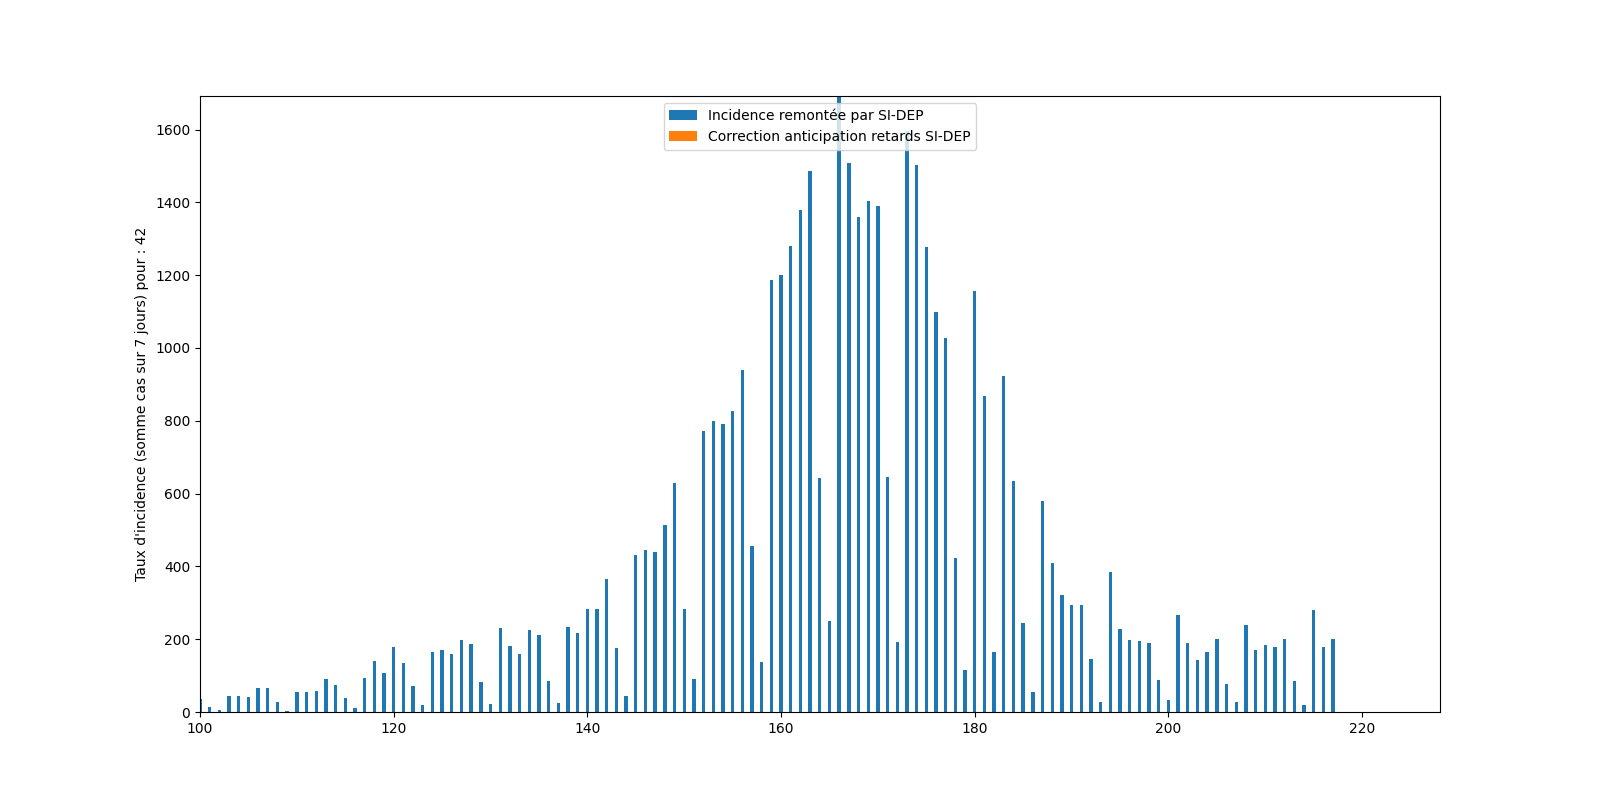 Incidence remontée par SI-DEP
Correction anticipation retards SI-DEP
Taux d'incidence (somme cas sur 7 jours) pour : 42
1600
1400
1200
1000
800
600
400
200
0
100 120 140 160 180 200 220